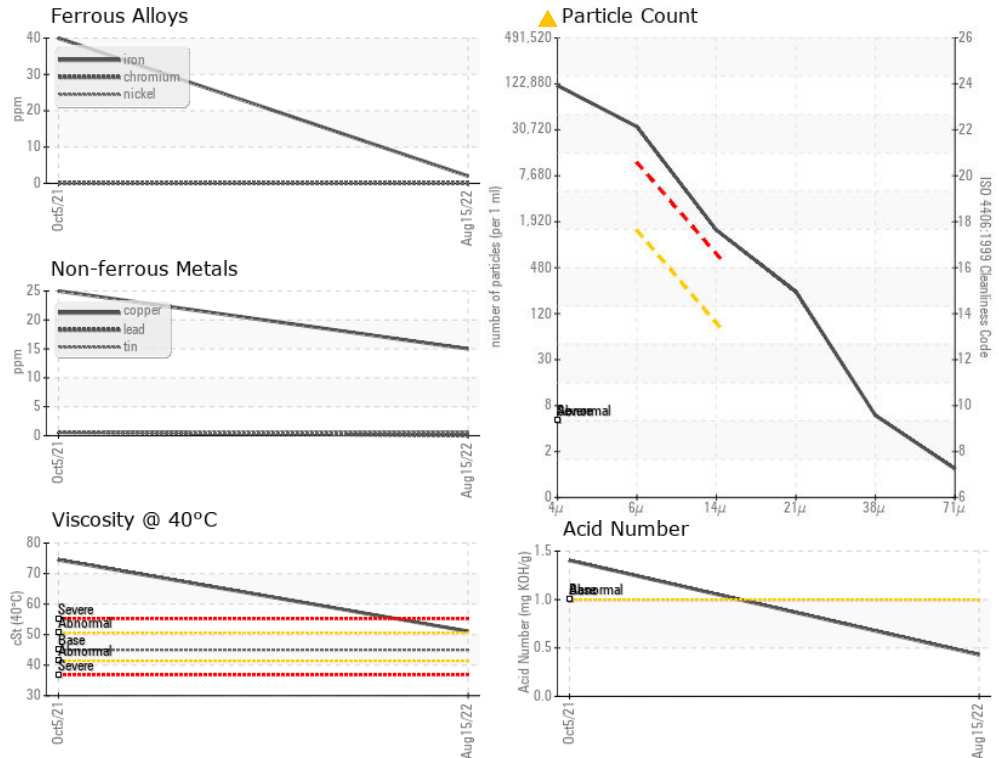 Ferrous Alloys
40
30
20
10
0
ppm
iron
chromium
nickel
Oct5/21
Aug15/22
Non-ferrous Metals
25
20
15
10
5
0
ppm
copper
lead
tin
Oct5/21
Aug15/22
Viscosity @ 40°C
80
70
60
50
40
30
cSt (40°C)
Severe
Abnormal
Base
Abnormal
Severe
Oct5/21
Aug15/22
Particle Count
491,520
122,880
30,720
7,680
1,920
480
120
30
8
2
0
number of particles (per 1 ml)
26
24
22
20
18
16
14
12
10
8
6
ISO 4406:1999 Cleanliness Code
Abnormal
4µ
6µ
14µ
21µ
38µ
71µ
Acid Number
1.5
1.0
0.5
0.0
Acid Number (mg KOH/g)
Abnormal
Oct5/21
Aug15/22